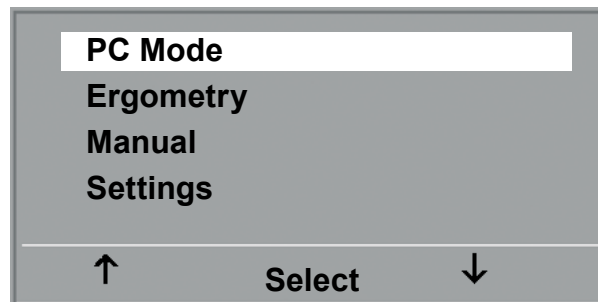 PC Mode
Ergometry
Manual
Settings
↑ Select ↓